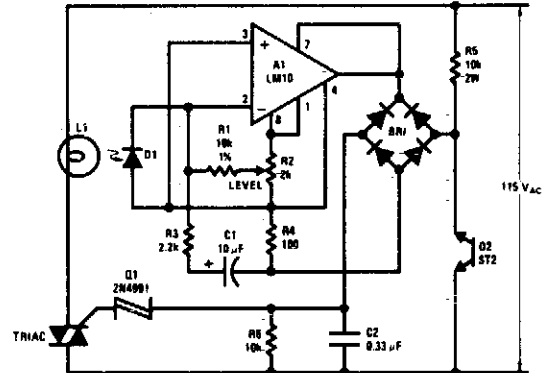 3
+
7
A1
LM10
4
2
−
8
1
R5
10k
2W
L1
D1
R1
10k
1%
LEVEL
R2
2k
BRI
115 VAC
R3
2.2k
C1
10 μF
+
R4
100
Q2
ST2
Q1
2N4991
TRIAC
R6
10k
C2
0.33 μF